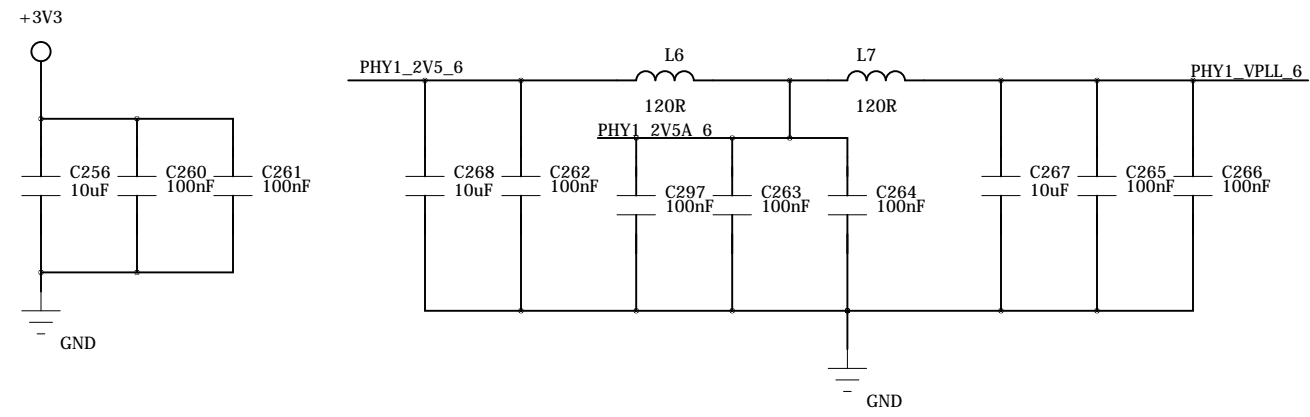 +3V3
C256
10uF
C260
100nF
C261
100nF
GND
PHY1_2V5_6
L6
120R
L7
120R
PHY1_VPLL_6
PHY1_2V5A_6
C268
10uF
C262
100nF
C297
100nF
C263
100nF
C264
100nF
C267
10uF
C265
100nF
C266
100nF
GND